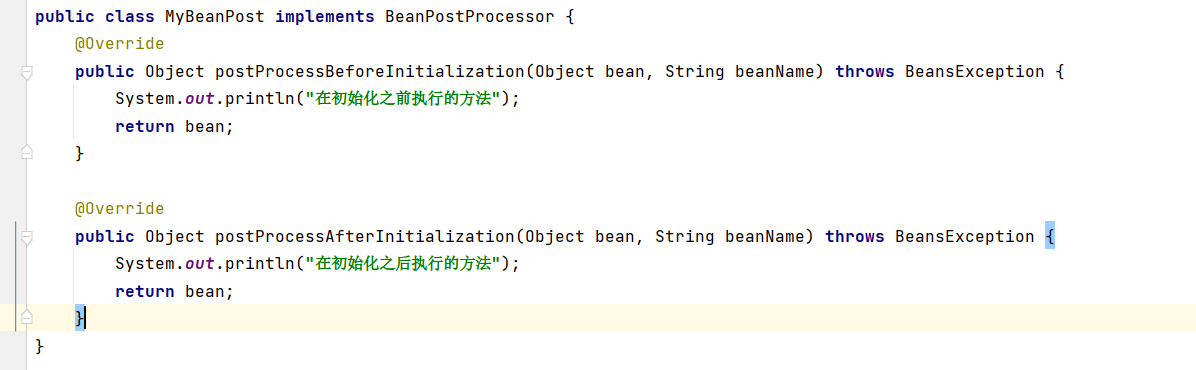 public class MyBeanPost implements BeanPostProcessor {
    @Override
    public Object postProcessBeforeInitialization(Object bean, String beanName) throws BeansException {
        System.out.println("在初始化之前执行的方法");
        return bean;
    }

    @Override
    public Object postProcessAfterInitialization(Object bean, String beanName) throws BeansException {
        System.out.println("在初始化之后执行的方法");
        return bean;
    }
}